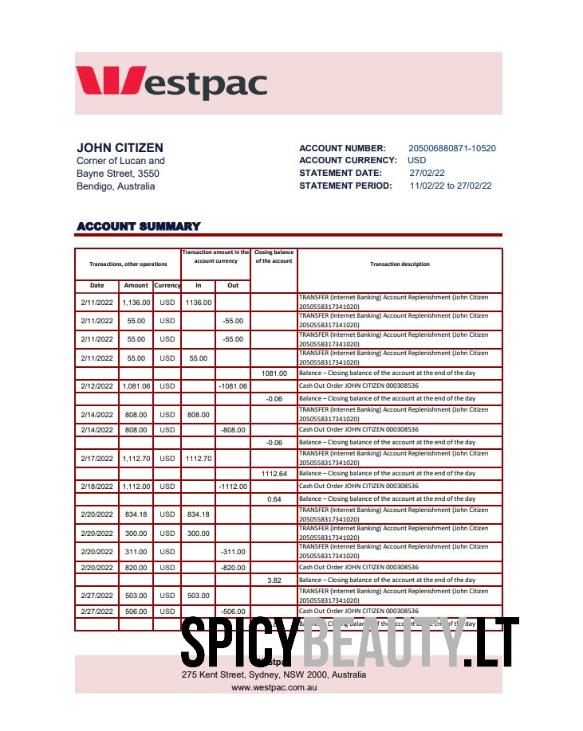 Westpac
JOHN CITIZEN
Corner of Lucan and
Bayne Street, 3550
Bendigo, Australia
ACCOUNT NUMBER: 205006880871-10520
ACCOUNT CURRENCY: USD
STATEMENT DATE: 27/02/22
STATEMENT PERIOD: 11/02/22 to 27/02/22
ACCOUNT SUMMARY
Transactions, other operations
Transaction amount in the account currency
Closing balance of the account
Transaction description
Date Amount Currency In Out
2/11/2022 1,136.00 USD 1136.00 TRANSFER (Internet Banking) Account Replenishment (John Citizen
2050558317341020)
2/11/2022 55.00 USD -55.00 TRANSFER (Internet Banking) Account Replenishment (John Citizen
2050558317341020)
2/11/2022 55.00 USD -55.00 TRANSFER (Internet Banking) Account Replenishment (John Citizen
2050558317341020)
2/11/2022 55.00 USD 55.00 TRANSFER (Internet Banking) Account Replenishment (John Citizen
2050558317341020)
1081.00 Balance – Closing balance of the account at the end of the day
2/12/2022 1,081.06 USD -1081.06 Cash Out Order JOHN CITIZEN 000308536
-0.06 Balance – Closing balance of the account at the end of the day
2/14/2022 808.00 USD 808.00 TRANSFER (Internet Banking) Account Replenishment (John Citizen
2050558317341020)
2/14/2022 808.00 USD -808.00 Cash Out Order JOHN CITIZEN 000308536
-0.06 Balance – Closing balance of the account at the end of the day
2/17/2022 1,112.70 USD 1112.70 TRANSFER (Internet Banking) Account Replenishment (John Citizen
2050558317341020)
1112.64 Balance – Closing balance of the account at the end of the day
2/18/2022 1,112.00 USD -1112.00 Cash Out Order JOHN CITIZEN 000308536
0.64 Balance – Closing balance of the account at the end of the day
2/20/2022 834.18 USD 834.18 TRANSFER (Internet Banking) Account Replenishment (John Citizen
2050558317341020)
2/20/2022 300.00 USD 300.00 TRANSFER (Internet Banking) Account Replenishment (John Citizen
2050558317341020)
2/20/2022 311.00 USD -311.00 TRANSFER (Internet Banking) Account Replenishment (John Citizen
2050558317341020)
2/20/2022 820.00 USD -820.00 Cash Out Order JOHN CITIZEN 000308536
3.82 Balance – Closing balance of the account at the end of the day
2/27/2022 503.00 USD 503.00 TRANSFER (Internet Banking) Account Replenishment (John Citizen
2050558317341020)
2/27/2022 506.00 USD -506.00 Cash Out Order JOHN CITIZEN 000308536
balance of the account at the end of the day
SPICYBEAUTY.LT
Westpac
275 Kent Street, Sydney, NSW 2000, Australia
www.westpac.com.au